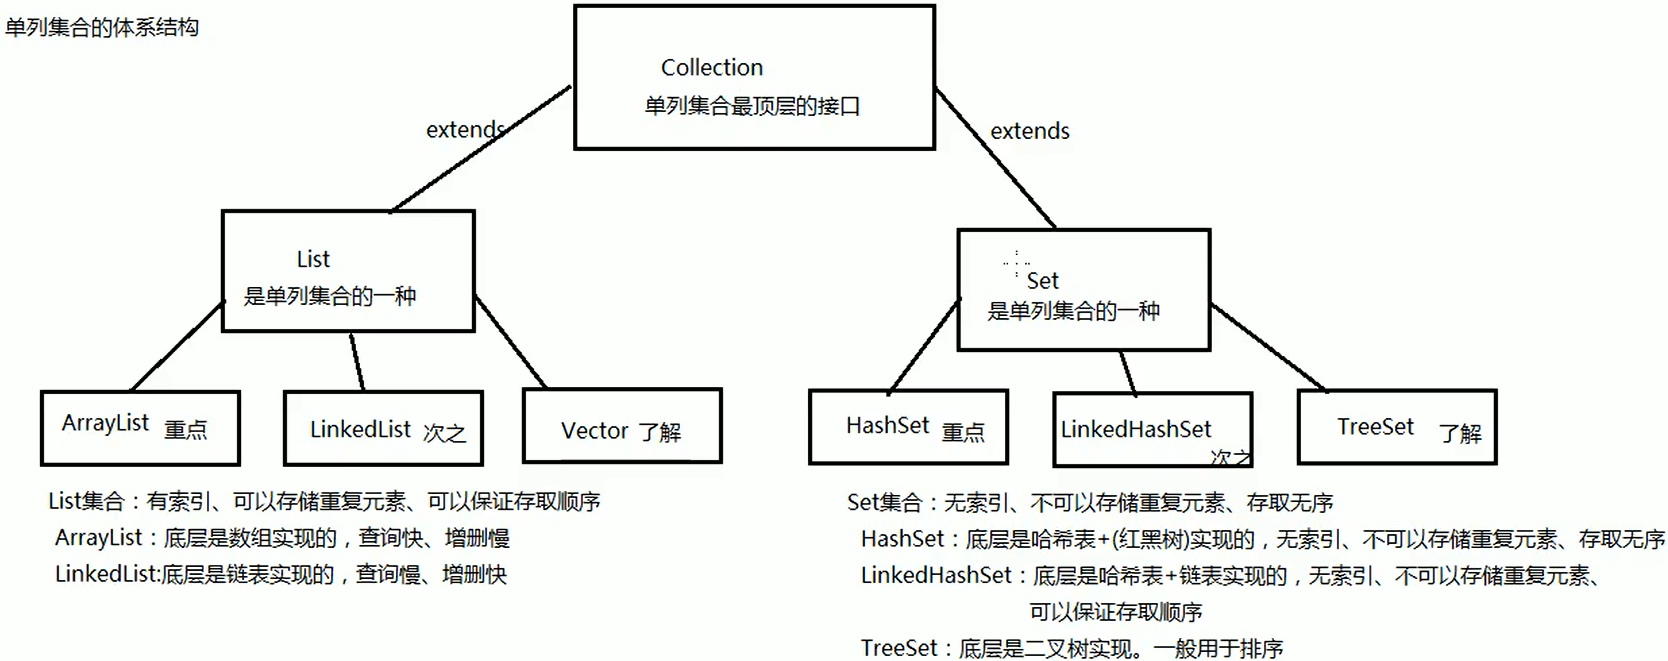 单列集合的体系结构
Collection
单列集合最顶层的接口
extends
extends
List
是单列集合的一种
Set
是单列集合的一种
ArrayList 重点
LinkedList 次之
Vector 了解
HashSet 重点
LinkedHashSet
次之
TreeSet 了解
List集合：有索引、可以存储重复元素、可以保证存取顺序
ArrayList：底层是数组实现的，查询快、增删慢
LinkedList:底层是链表实现的，查询慢、增删快
Set集合：无索引、不可以存储重复元素、存取无序
HashSet：底层是哈希表+(红黑树)实现的，无索引、不可以存储重复元素、存取无序
LinkedHashSet：底层是哈希表+链表实现的，无索引、不可以存储重复元素、
可以保证存取顺序
TreeSet：底层是二叉树实现。一般用于排序